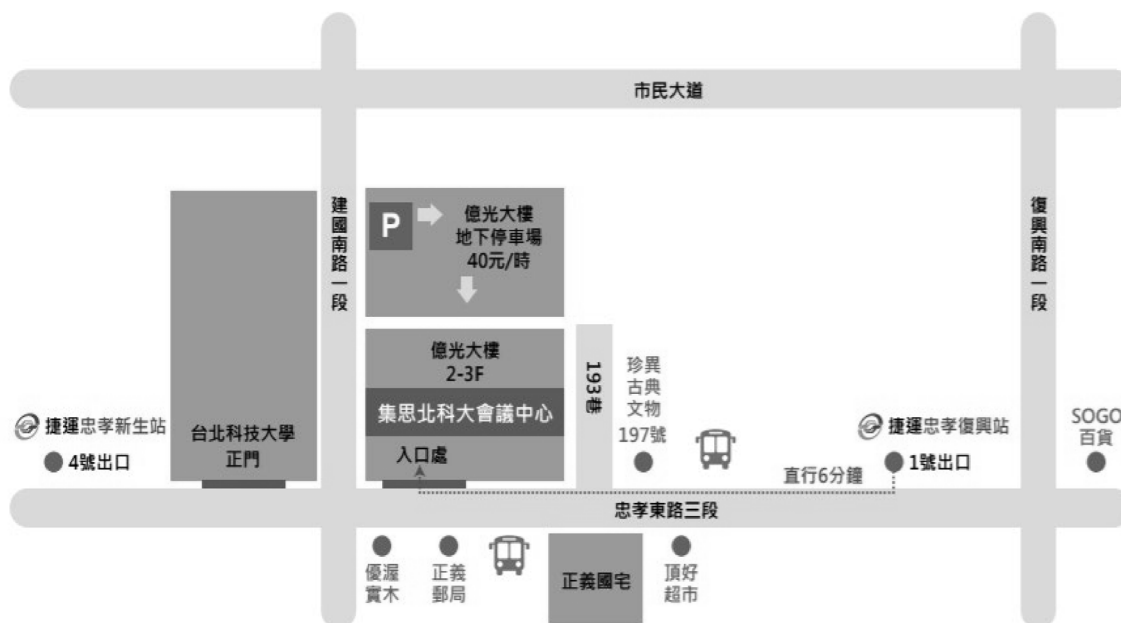 市民大道
建國南路一段
復興南路一段
P
億光大樓
地下停車場
40元/時
億光大樓
2-3F
集思北科大會議中心
入口處
193巷
珍異
古典
文物
197號
捷運忠孝新生站
4號出口
台北科技大學
正門
捷運忠孝復興站
1號出口
SOGO
百貨
直行6分鐘
忠孝東路三段
優渥
實木
正義
郵局
正義國宅
頂好
超市